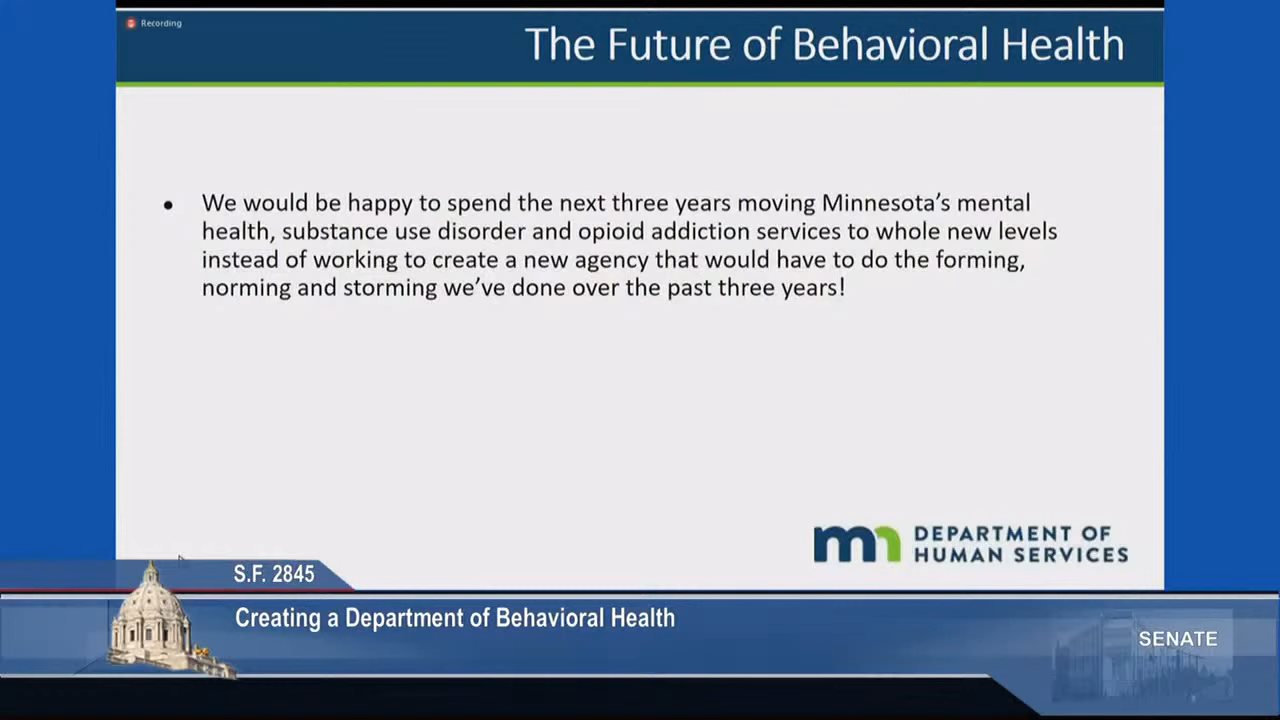 Recording
The Future of Behavioral Health
• We would be happy to spend the next three years moving Minnesota’s mental
health, substance use disorder and opioid addiction services to whole new levels
instead of working to create a new agency that would have to do the forming,
norming and storming we’ve done over the past three years!
mn DEPARTMENT OF
HUMAN SERVICES
S.F. 2845
Creating a Department of Behavioral Health
SENATE